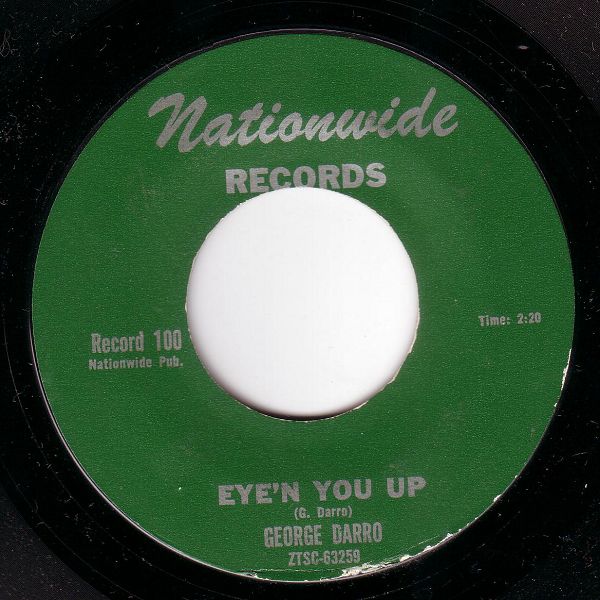 Nationwide
RECORDS
Record 100
Nationwide Pub.
Time: 2:20
EYE'N YOU UP
(G. Darro)
GEORGE DARRO
ZTSC-63259